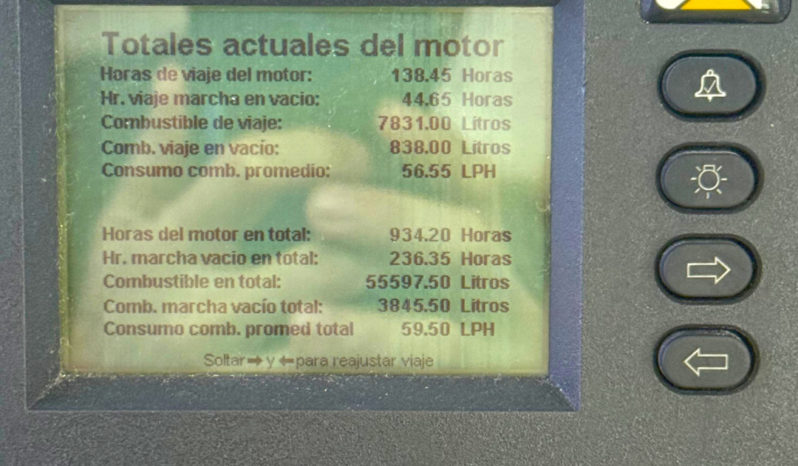 Totales actuales del motor
Horas de viaje del motor: 138.45 Horas
Hr. viaje marcha en vacio: 44.65 Horas
Combustible de viaje: 7831.00 Litros
Comb. viaje en vacio: 838.00 Litros
Consumo comb. promedio: 56.55 LPH
Horas del motor en total: 934.20 Horas
Hr. marcha vacio en total: 236.35 Horas
Combustible en total: 55597.50 Litros
Comb. marcha vacío total: 3845.50 Litros
Consumo comb. promed total 59.50 LPH
Soltar➡ y ⬅para reajustar viaje